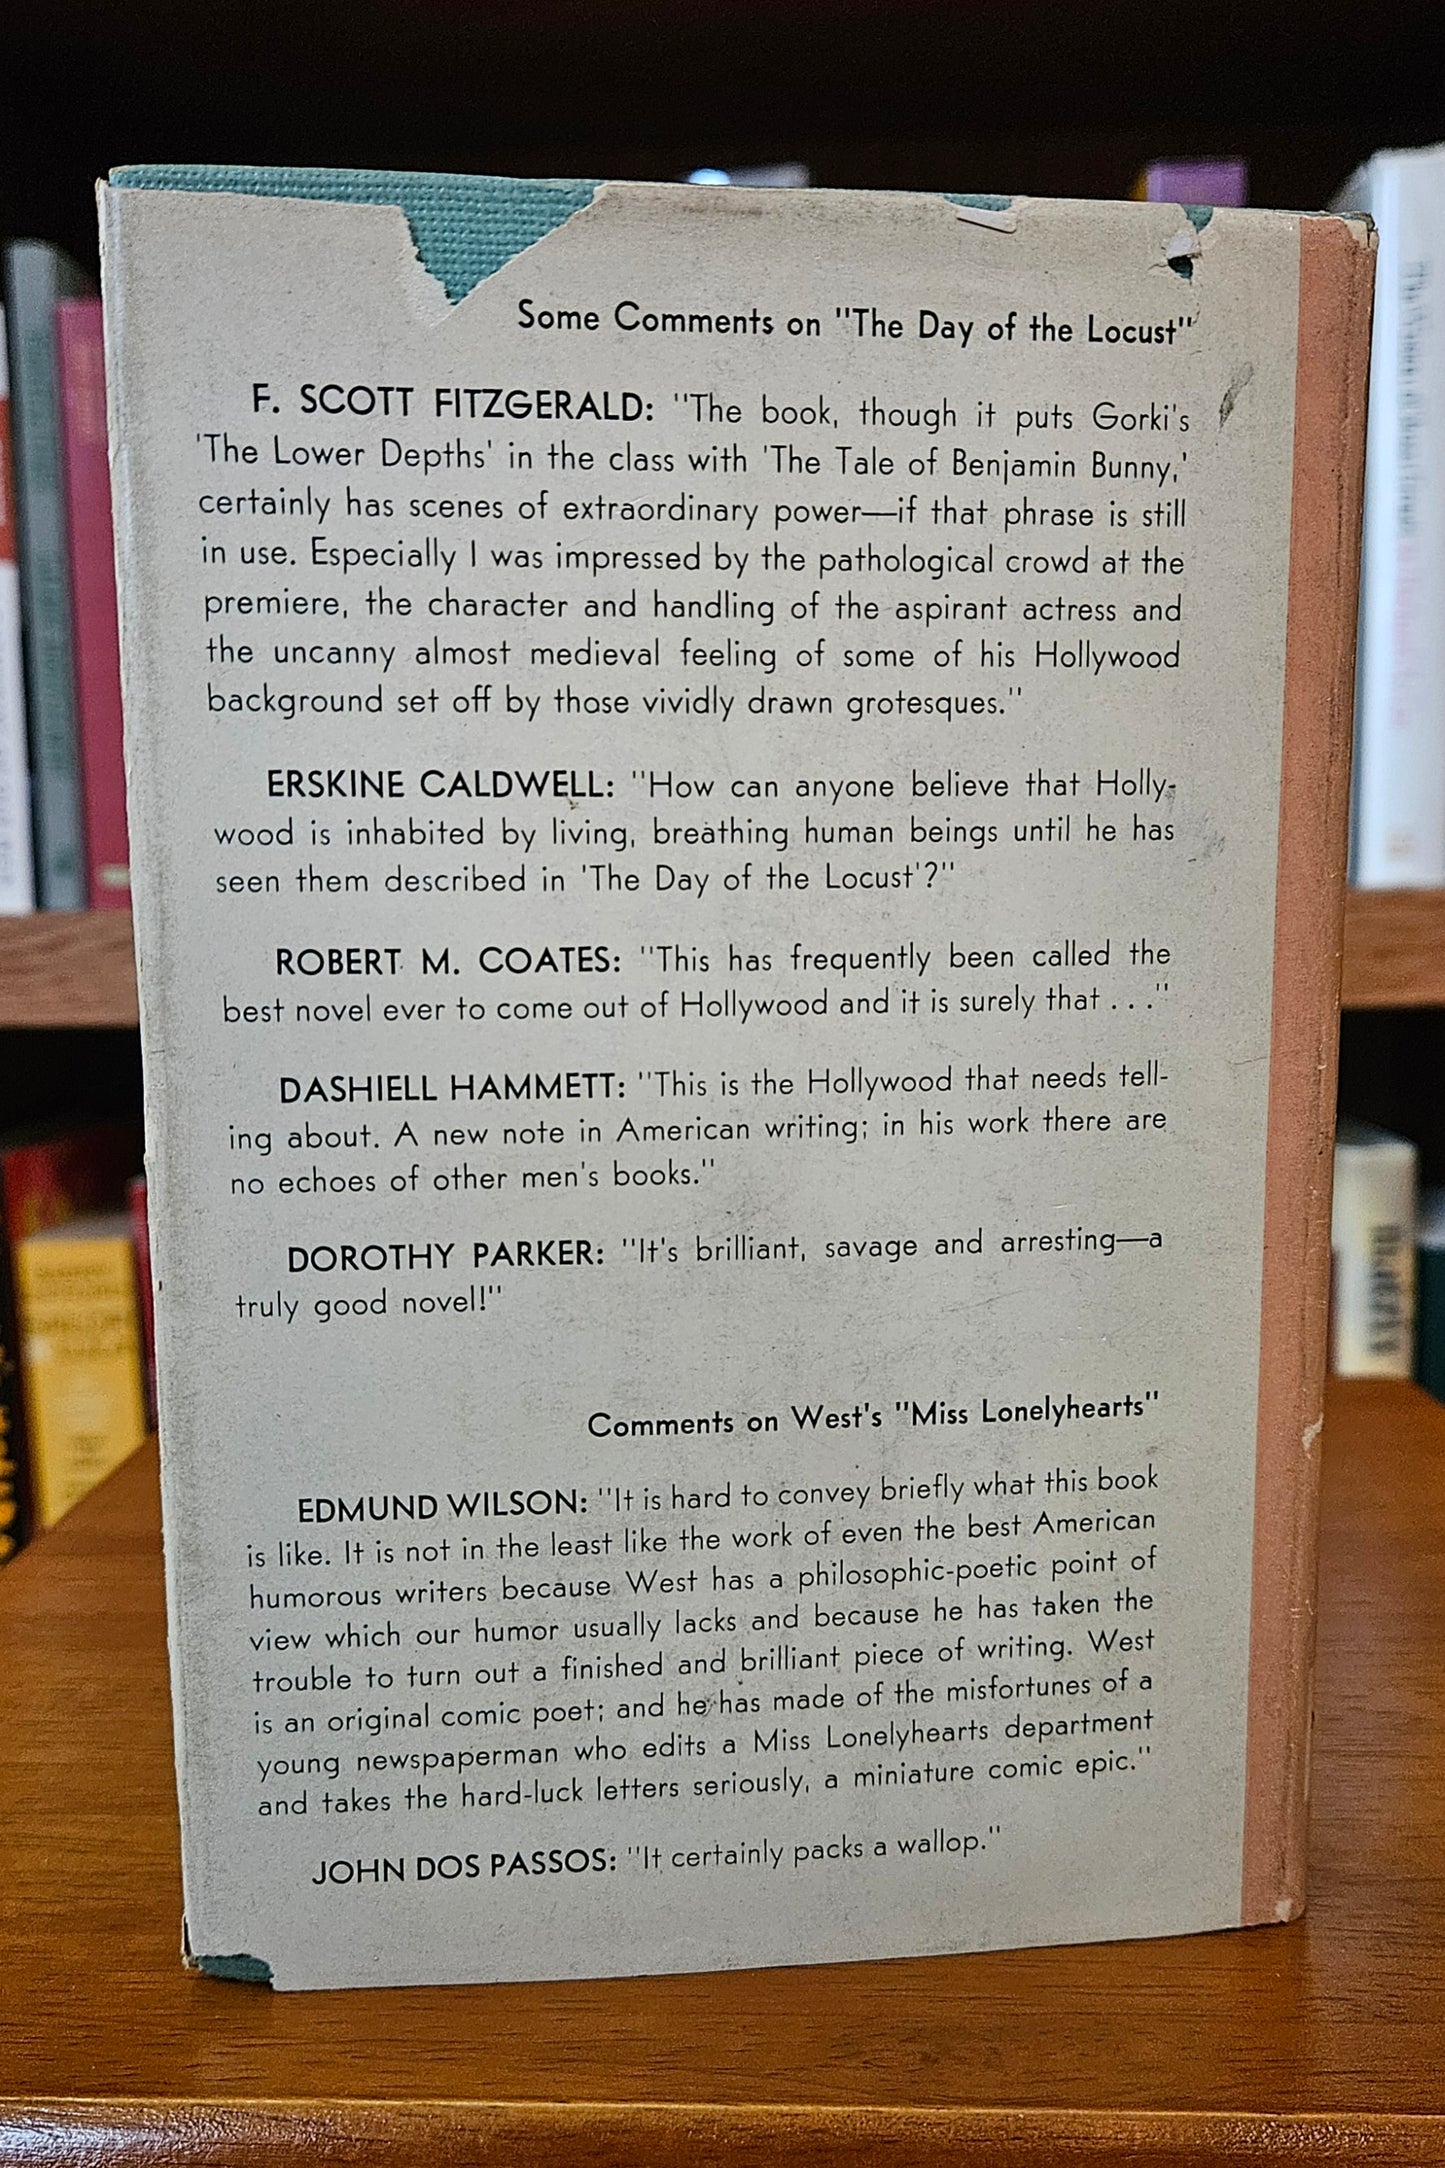 Some Comments on "The Day of the Locust"
F. SCOTT FITZGERALD: "The book, though it puts Gorki's
'The Lower Depths' in the class with 'The Tale of Benjamin Bunny,'
certainly has scenes of extraordinary power—if that phrase is still
in use. Especially I was impressed by the pathological crowd at the
premiere, the character and handling of the aspirant actress and
the uncanny almost medieval feeling of some of his Hollywood
background set off by those vividly drawn grotesques."
ERSKINE CALDWELL: "How can anyone believe that Holly-
wood is inhabited by living, breathing human beings until he has
seen them described in 'The Day of the Locust'?"
ROBERT M. COATES: "This has frequently been called the
best novel ever to come out of Hollywood and it is surely that . . ."
DASHIELL HAMMETT: "This is the Hollywood that needs tell-
ing about. A new note in American writing; in his work there are
no echoes of other men's books."
DOROTHY PARKER: "It's brilliant, savage and arresting—a
truly good novel!"
Comments on West's "Miss Lonelyhearts"
EDMUND WILSON: "It is hard to convey briefly what this book
is like. It is not in the least like the work of even the best American
humorous writers because West has a philosophic-poetic point of
view which our humor usually lacks and because he has taken the
trouble to turn out a finished and brilliant piece of writing. West
is an original comic poet; and he has made of the misfortunes of a
young newspaperman who edits a Miss Lonelyhearts department
and takes the hard-luck letters seriously, a miniature comic epic."
JOHN DOS PASSOS: "It certainly packs a wallop."